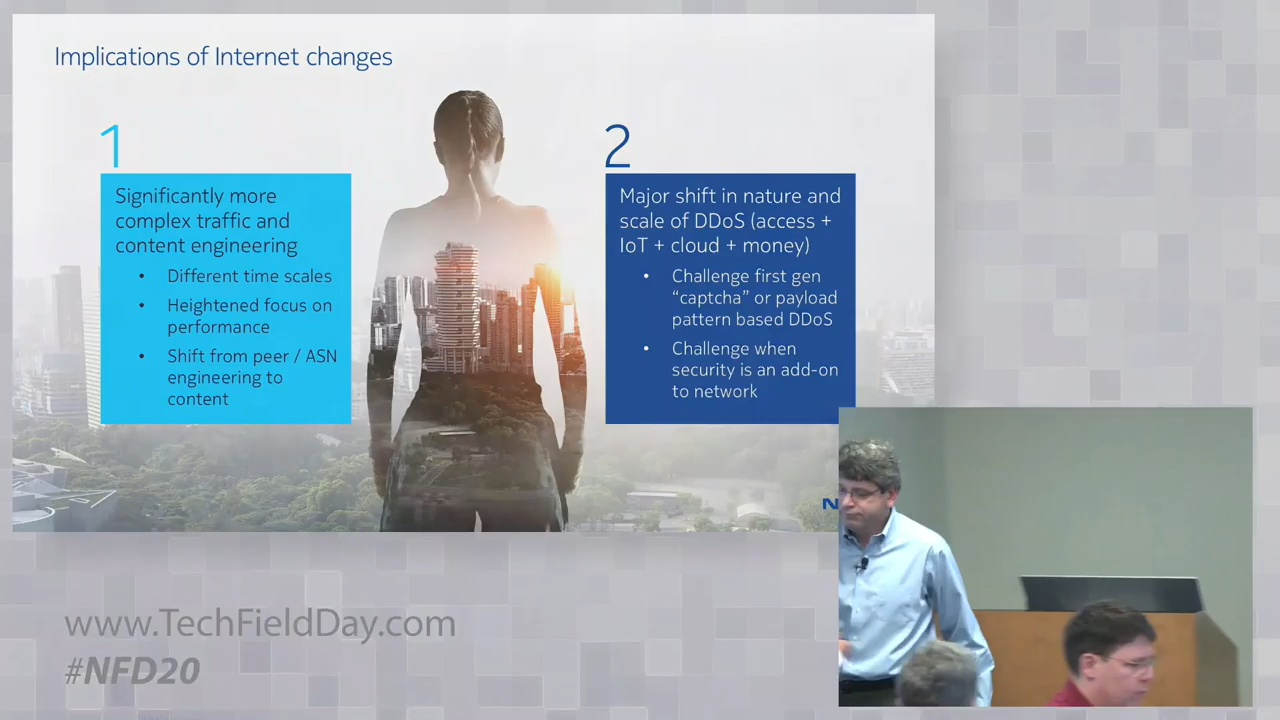 Implications of Internet changes
1
Significantly more
complex traffic and
content engineering
• Different time scales
• Heightened focus on
performance
• Shift from peer / ASN
engineering to
content
2
Major shift in nature and
scale of DDoS (access +
IoT + cloud + money)
• Challenge first gen
“captcha” or payload
pattern based DDoS
• Challenge when
security is an add-on
to network
N
www.TechFieldDay.com
#NFD20